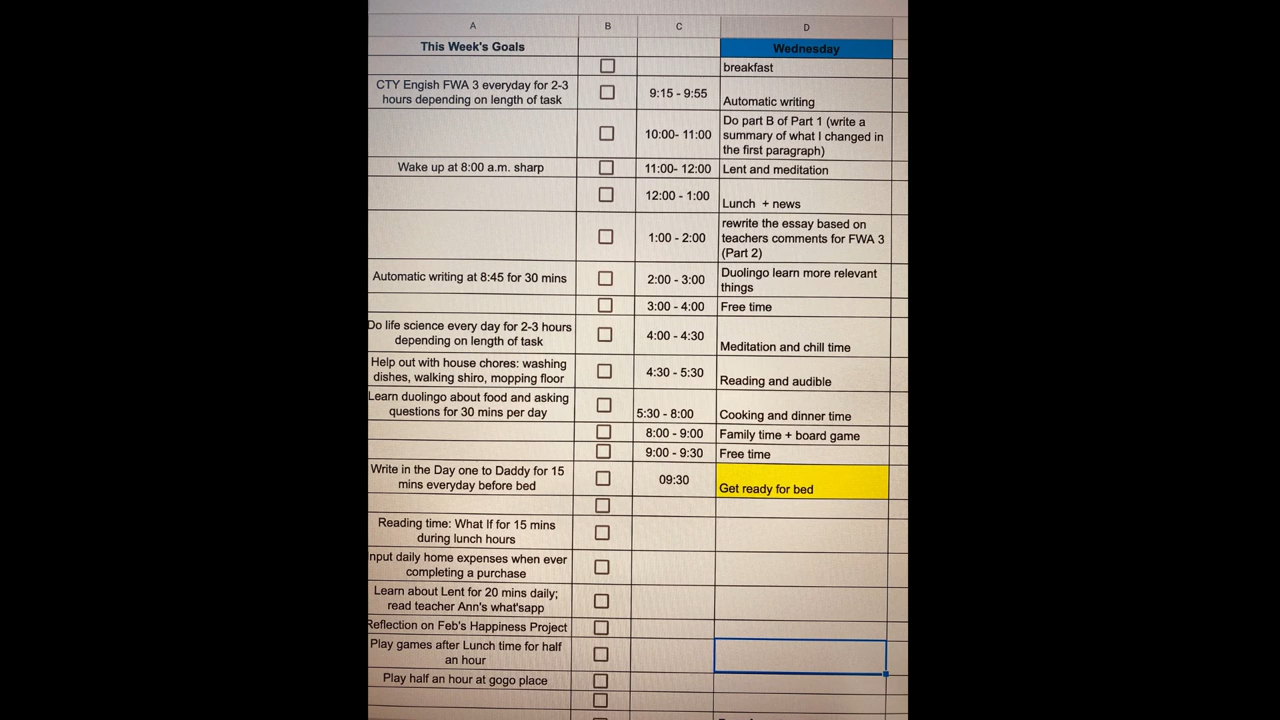 A B C D
This Week's Goals Wednesday
breakfast
CTY Engish FWA 3 everyday for 2-3
hours depending on length of task
9:15 - 9:55
Automatic writing
10:00- 11:00
Do part B of Part 1 (write a
summary of what I changed in
the first paragraph)
Wake up at 8:00 a.m. sharp
11:00- 12:00
Lent and meditation
12:00 - 1:00
Lunch + news
1:00 - 2:00
rewrite the essay based on
teachers comments for FWA 3
(Part 2)
Automatic writing at 8:45 for 30 mins
2:00 - 3:00
Duolingo learn more relevant
things
3:00 - 4:00
Free time
Do life science every day for 2-3 hours
depending on length of task
4:00 - 4:30
Meditation and chill time
Help out with house chores: washing
dishes, walking shiro, mopping floor
4:30 - 5:30
Reading and audible
Learn duolingo about food and asking
questions for 30 mins per day
5:30 - 8:00
Cooking and dinner time
8:00 - 9:00
Family time + board game
9:00 - 9:30
Free time
Write in the Day one to Daddy for 15
mins everyday before bed
09:30
Get ready for bed
Reading time: What If for 15 mins
during lunch hours
nput daily home expenses when ever
completing a purchase
Learn about Lent for 20 mins daily;
read teacher Ann's what'sapp
Reflection on Feb's Happiness Project
Play games after Lunch time for half
an hour
Play half an hour at gogo place